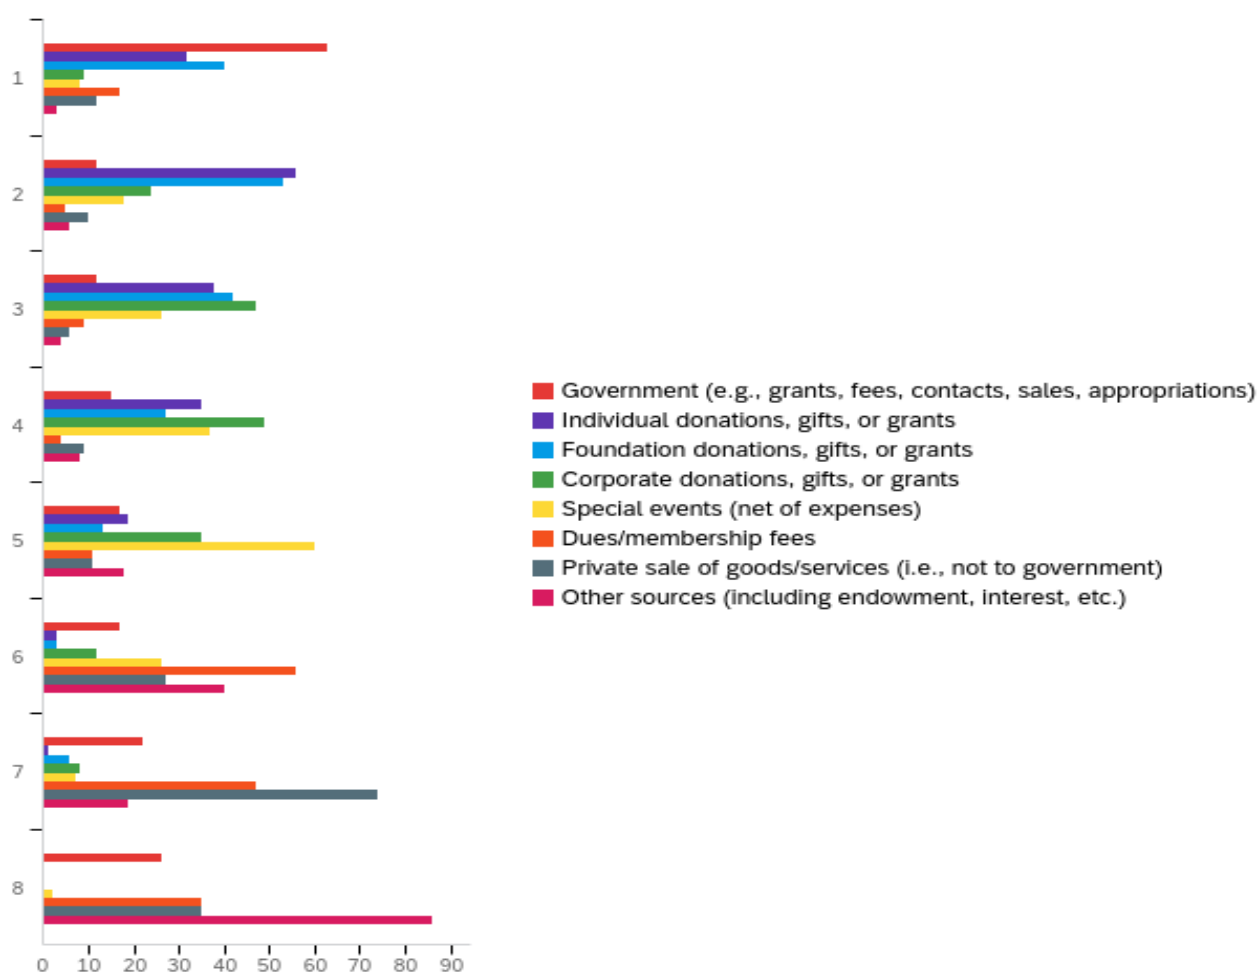 1
2
3
4
5
6
7
8
0 10 20 30 40 50 60 70 80 90
Government (e.g., grants, fees, contacts, sales, appropriations)
Individual donations, gifts, or grants
Foundation donations, gifts, or grants
Corporate donations, gifts, or grants
Special events (net of expenses)
Dues/membership fees
Private sale of goods/services (i.e., not to government)
Other sources (including endowment, interest, etc.)